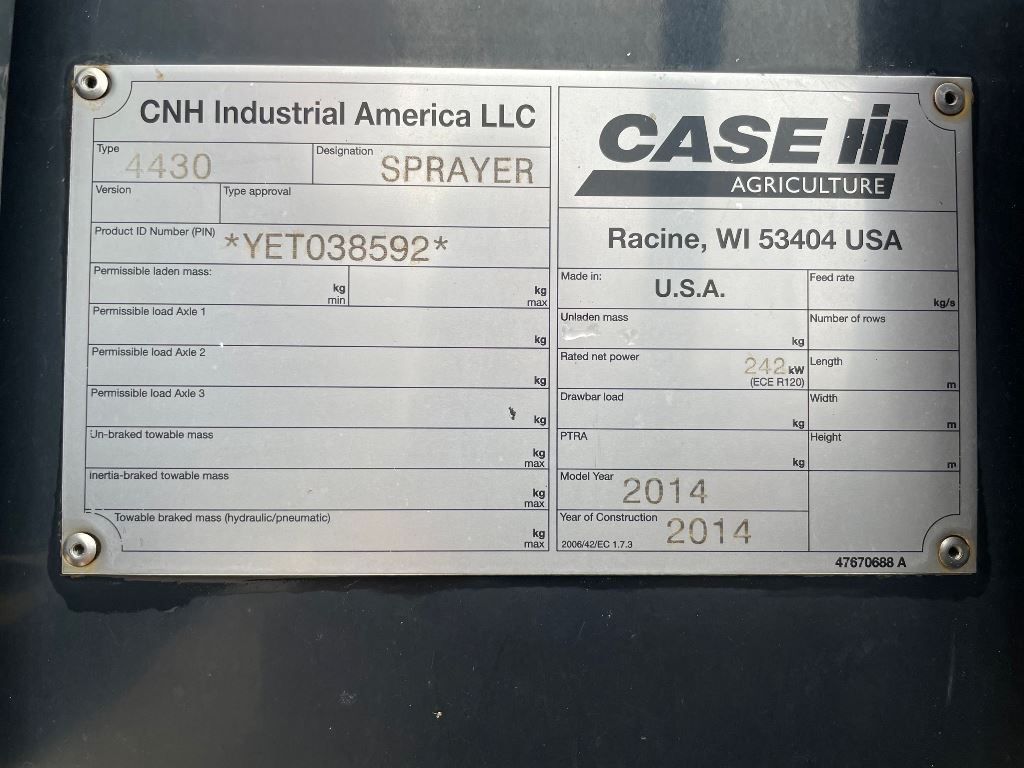 CNH Industrial America LLC
Type
4430
Designation
SPRAYER
Version
Type approval
Product ID Number (PIN)
*YET038592*
Permissible laden mass:
kg
min
kg
max
Permissible load Axle 1
kg
Permissible load Axle 2
kg
Permissible load Axle 3
kg
Un-braked towable mass
kg
max
Inertia-braked towable mass
kg
max
Towable braked mass (hydraulic/pneumatic)
kg
max
CASE IH
AGRICULTURE
Racine, WI 53404 USA
Made in:
U.S.A.
Feed rate
kg/s
Unladen mass
kg
Number of rows
Rated net power
242 kW
(ECE R120)
Length
m
Drawbar load
kg
Width
m
PTRA
kg
Height
m
Model Year
2014
Year of Construction
2014
2006/42/EC 1.7.3
47670688 A